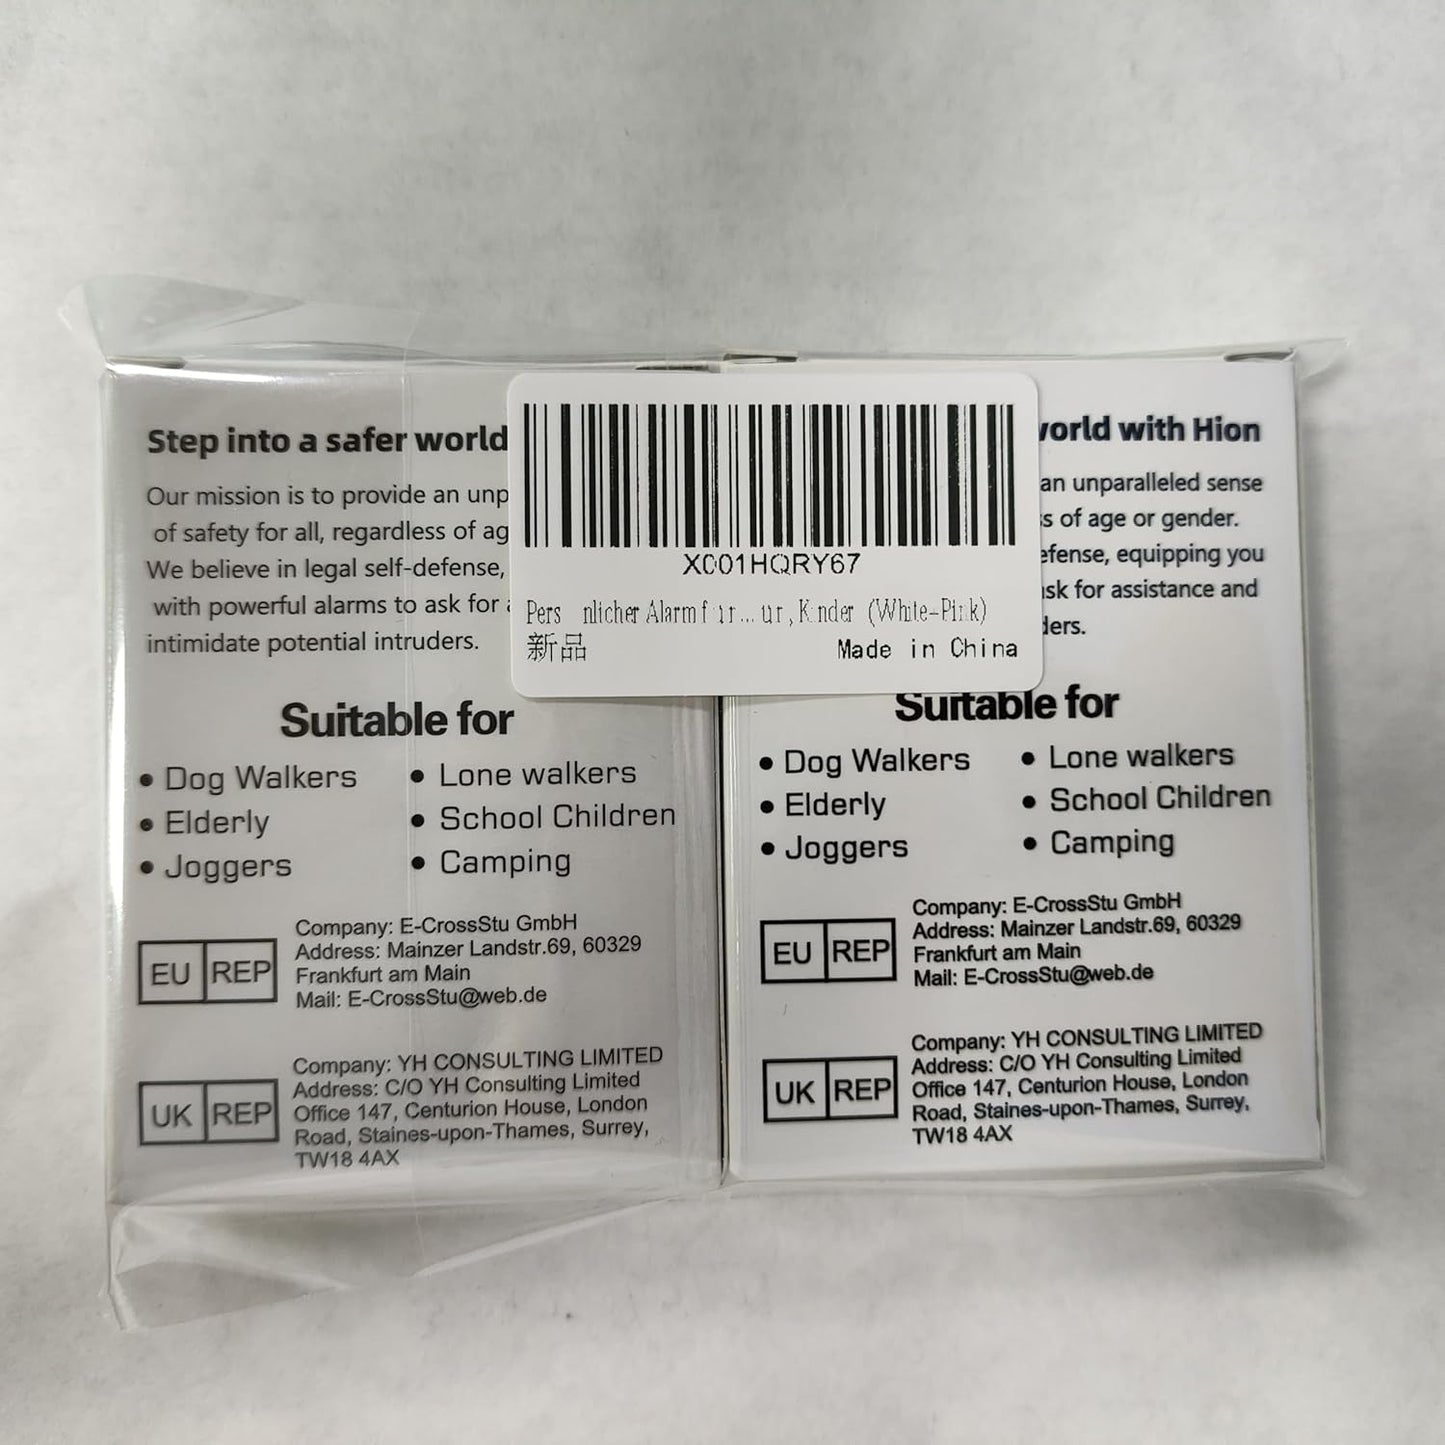 Step into a safer world
Our mission is to provide an unp
of safety for all, regardless of ag
We believe in legal self-defense,
with powerful alarms to ask for
intimidate potential intruders.
Suitable for
• Dog Walkers
• Lone walkers
• Elderly
• School Children
• Joggers
• Camping
EU REP
Company: E-CrossStu GmbH
Address: Mainzer Landstr.69, 60329
Frankfurt am Main
Mail: E-CrossStu@web.de
UK REP
Company: YH CONSULTING LIMITED
Address: C/O YH Consulting Limited
Office 147, Centurion House, London
Road, Staines-upon-Thames, Surrey,
TW18 4AX
X001HQRY67
Pers nlicher Alarm f r... ur, Kinder (White-Pink)
新品
Made in China
world with Hion
an unparalleled sense
s of age or gender.
efense, equipping you
sk for assistance and
ders.
Suitable for
• Dog Walkers
• Lone walkers
• Elderly
• School Children
• Joggers
• Camping
EU REP
Company: E-CrossStu GmbH
Address: Mainzer Landstr.69, 60329
Frankfurt am Main
Mail: E-CrossStu@web.de
UK REP
Company: YH CONSULTING LIMITED
Address: C/O YH Consulting Limited
Office 147, Centurion House, London
Road, Staines-upon-Thames, Surrey,
TW18 4AX